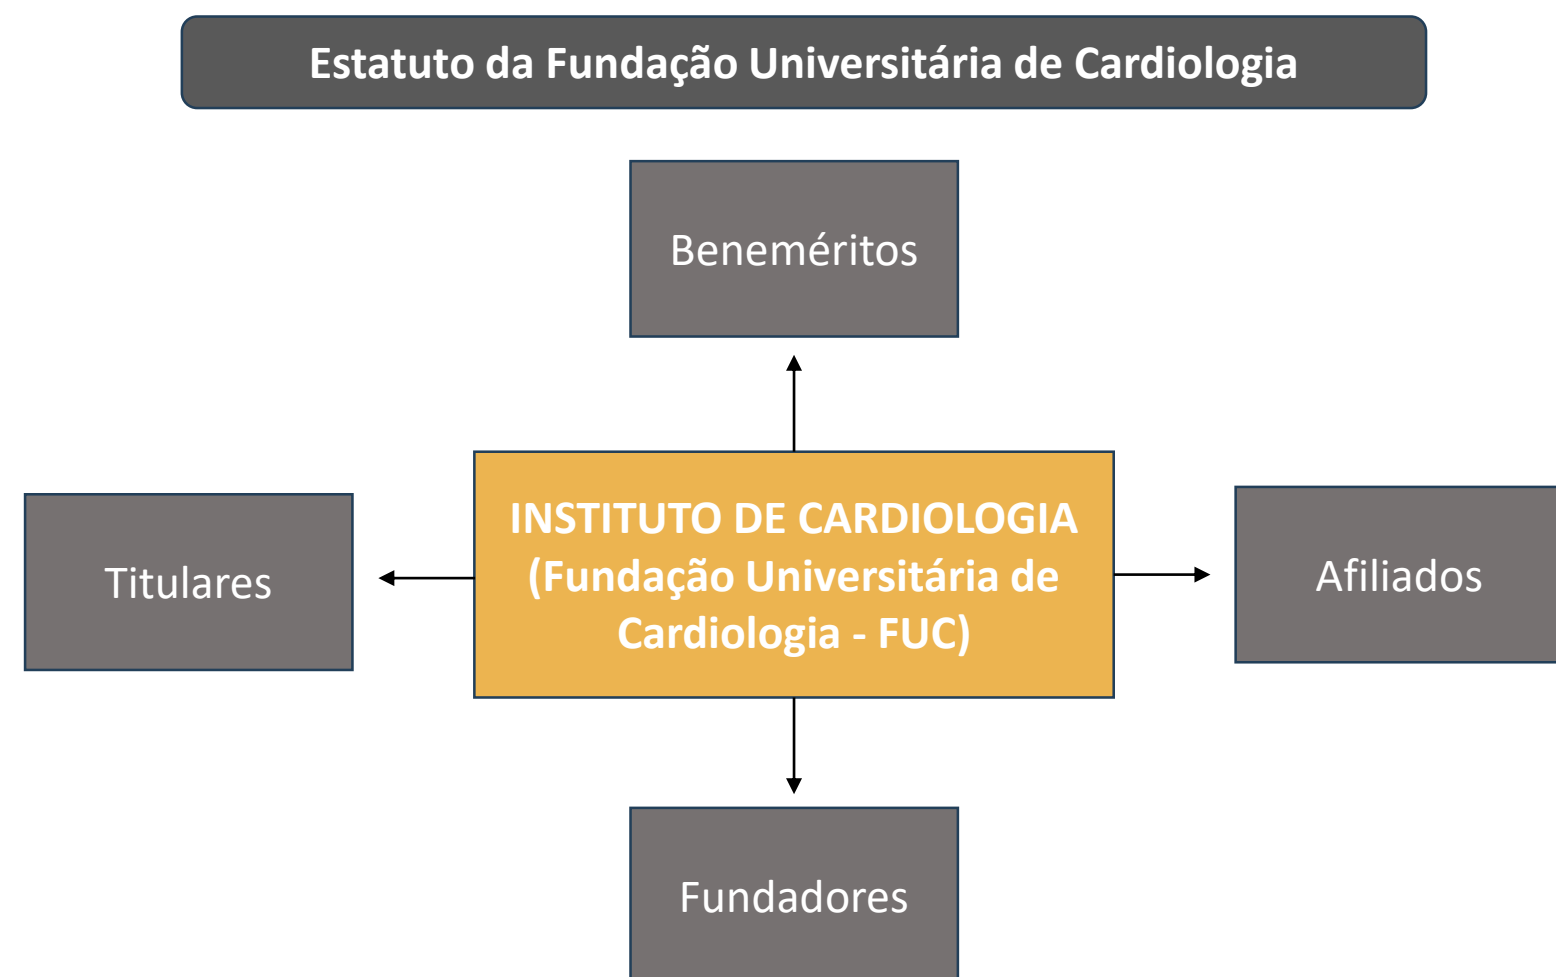 Estatuto da Fundação Universitária de Cardiologia
Beneméritos
INSTITUTO DE CARDIOLOGIA
(Fundação Universitária de
Cardiologia - FUC)
Titulares
Afiliados
Fundadores